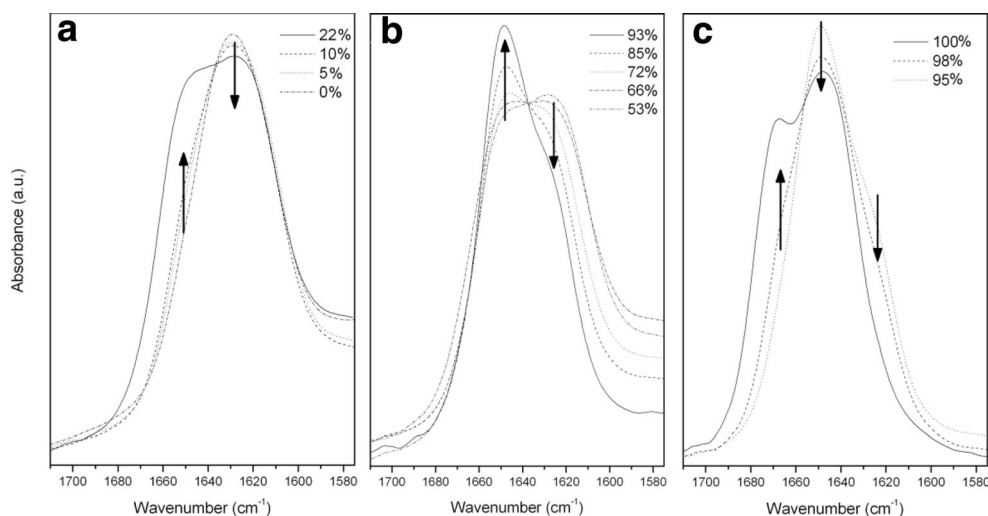 a
22%
10%
5%
0%
b
93%
85%
72%
66%
53%
c
100%
98%
95%
Absorbance (a.u.)
1700 1680 1660 1640 1620 1600 1580
1700 1680 1660 1640 1620 1600 1580
1700 1680 1660 1640 1620 1600 1580
Wavenumber (cm⁻¹)
Wavenumber (cm⁻¹)
Wavenumber (cm⁻¹)